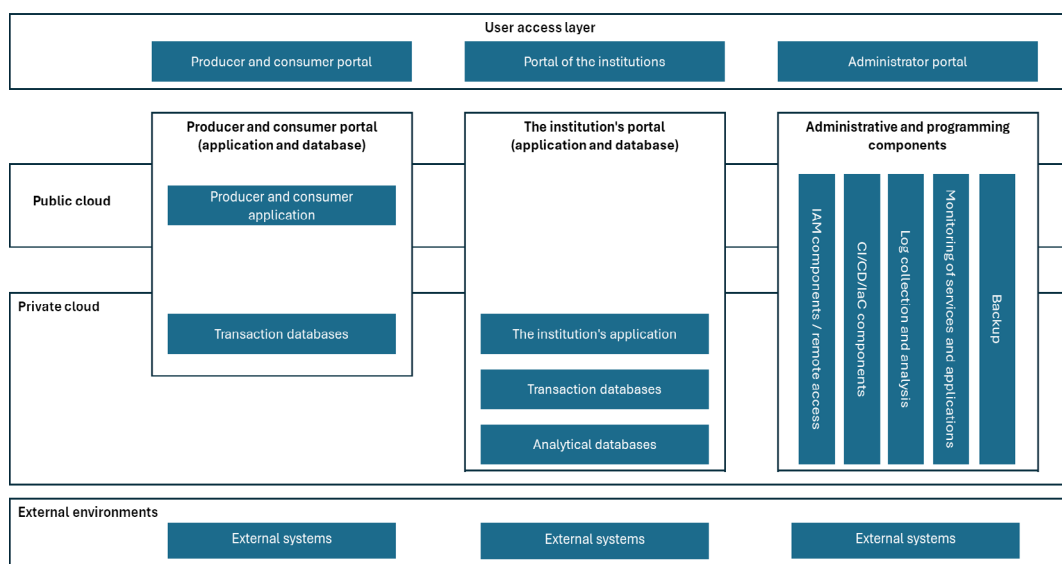 User access layer
Producer and consumer portal
Portal of the institutions
Administrator portal
Producer and consumer portal
(application and database)
The institution's portal
(application and database)
Administrative and programming
components
Public cloud
Producer and consumer
application
Private cloud
Transaction databases
The institution's application
Transaction databases
Analytical databases
IAM components / remote access
CI/CD/IaC components
Log collection and analysis
Monitoring of services and applications
Backup
External environments
External systems
External systems
External systems